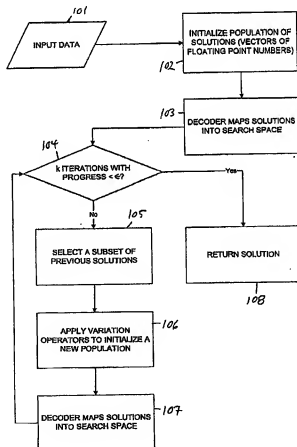 101
INPUT DATA
INITIALIZE POPULATION OF
SOLUTIONS (VECTORS OF
FLOATING POINT NUMBERS)
102
103
DECODER MAPS SOLUTIONS
INTO SEARCH SPACE
104
k ITERATIONS WITH
PROGRESS < ∈?
Yes
No
105
SELECT A SUBSET OF
PREVIOUS SOLUTIONS
RETURN SOLUTION
108
APPLY VARIATION
OPERATORS TO INITIALIZE A
NEW POPULATION
106
DECODER MAPS SOLUTIONS
INTO SEARCH SPACE
107